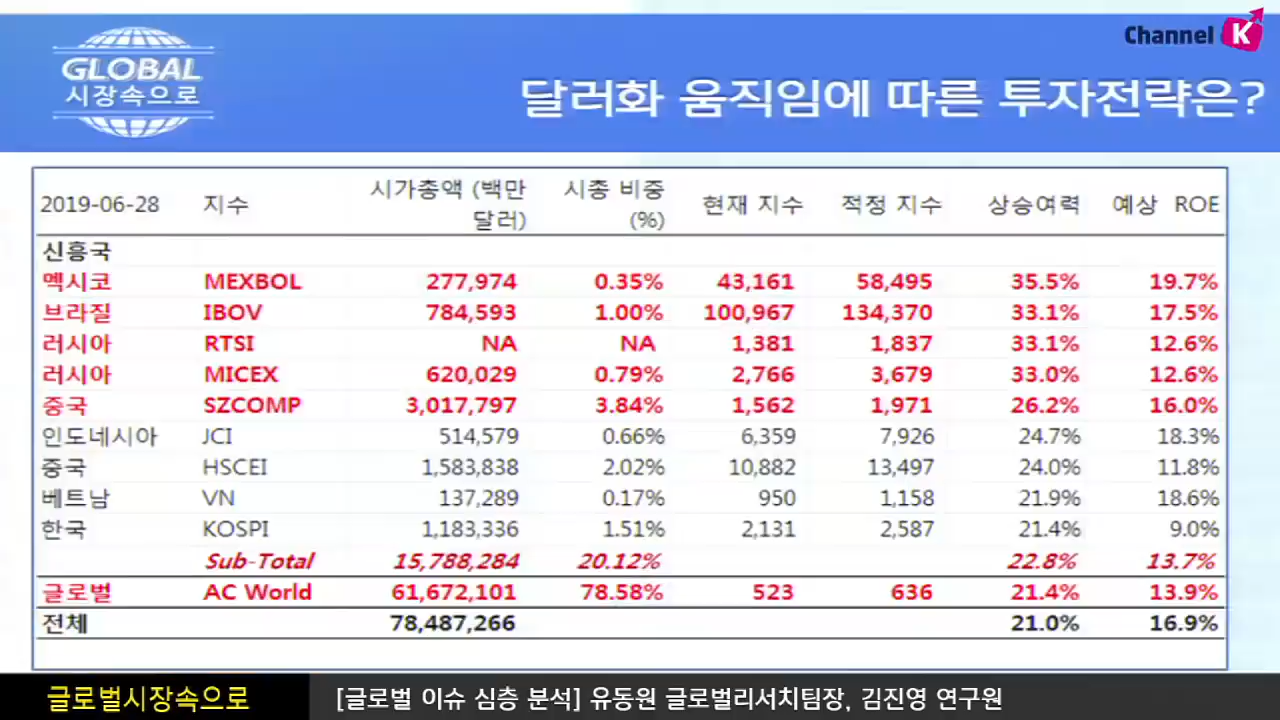 Channel K
GLOBAL
시장속으로
달러화 움직임에 따른 투자전략은?
2019-06-28 지수 시가총액 (백만 달러) 시종 비중 (%) 현재 지수 적정 지수 상승여력 예상 ROE
신흥국
멕시코 MEXBOL 277,974 0.35% 43,161 58,495 35.5% 19.7%
브라질 IBOV 784,593 1.00% 100,967 134,370 33.1% 17.5%
러시아 RTSI NA NA 1,381 1,837 33.1% 12.6%
러시아 MICEX 620,029 0.79% 2,766 3,679 33.0% 12.6%
중국 SZCOMP 3,017,797 3.84% 1,562 1,971 26.2% 16.0%
인도네시아 JCI 514,579 0.66% 6,359 7,926 24.7% 18.3%
중국 HSCEI 1,583,838 2.02% 10,882 13,497 24.0% 11.8%
베트남 VN 137,289 0.17% 950 1,158 21.9% 18.6%
한국 KOSPI 1,183,336 1.51% 2,131 2,587 21.4% 9.0%
Sub-Total 15,788,284 20.12% 22.8% 13.7%
글로벌 AC World 61,672,101 78.58% 523 636 21.4% 13.9%
전체 78,487,266 21.0% 16.9%
글로벌시장속으로 [글로벌 이슈 심층 분석] 유동원 글로벌리서치팀장, 김진영 연구원